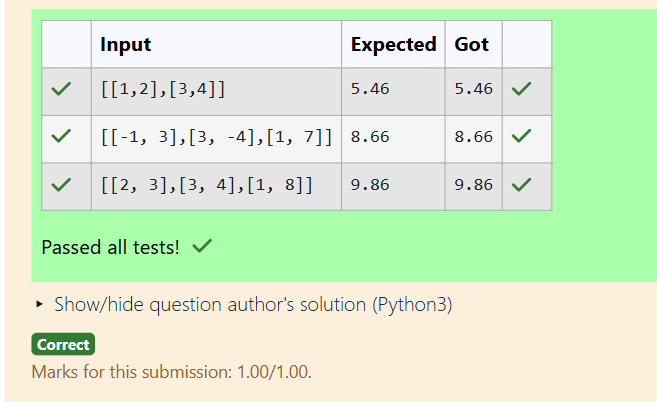 Input Expected Got
[[1,2],[3,4]] 5.46 5.46
[[-1, 3],[3, -4],[1, 7]] 8.66 8.66
[[2, 3],[3, 4],[1, 8]] 9.86 9.86
Passed all tests!
Show/hide question author's solution (Python3)
Correct
Marks for this submission: 1.00/1.00.